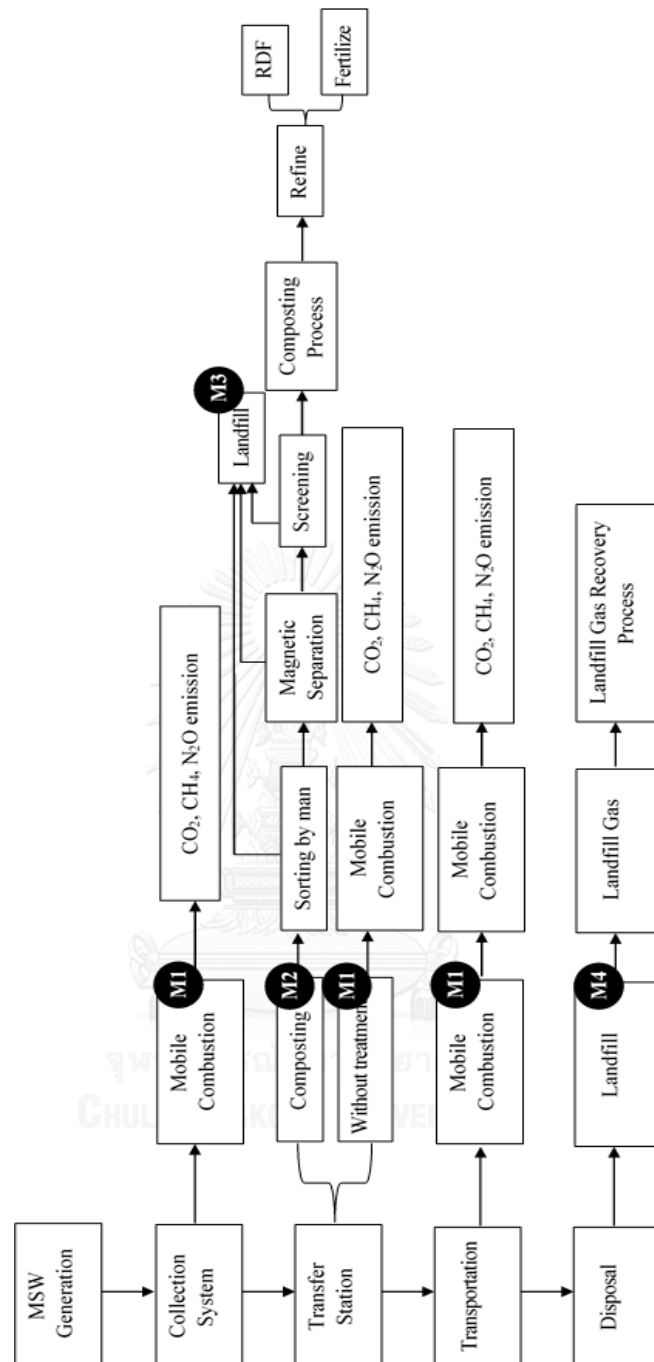 MSW
Generation
Collection
System
Mobile
Combustion
M1
CO₂, CH₄, N₂O emission
Transfer
Station
Composting
M2
Sorting by man
Magnetic
Separation
Screening
Landfill
M3
Composting
Process
Refine
RDF
Fertilize
Without treatment
M1
Mobile
Combustion
CO₂, CH₄, N₂O emission
Transportation
Mobile
Combustion
M1
Mobile
Combustion
CO₂, CH₄, N₂O emission
Disposal
Landfill
M4
Landfill Gas
Landfill Gas Recovery
Process